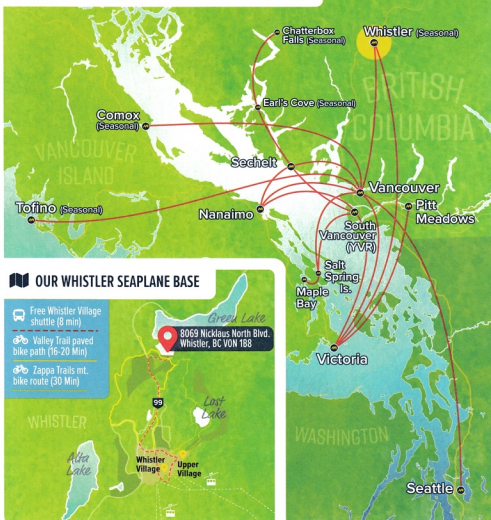 Chatterbox
Falls (Seasonal)
Whistler (Seasonal)
BRITISH
COLUMBIA
Earl's Cove (Seasonal)
Comox
(Seasonal)
VANCOUVER
ISLAND
Sechelt
Vancouver
Tofino (Seasonal)
Nanaimo
Pitt
Meadows
South
Vancouver
(YVR)
Salt
Spring
Is.
Maple
Bay
Victoria
WASHINGTON
Seattle
OUR WHISTLER SEAPLANE BASE
Free Whistler Village
shuttle (8 min)
Valley Trail paved
bike path (16-20 Min)
Zappa Trails mt.
bike route (30 Min)
Green Lake
8069 Nicklaus North Blvd.
Whistler, BC V0N 1B8
99
Lost
Lake
WHISTLER
Alta
Lake
Whistler
Village
Upper
Village